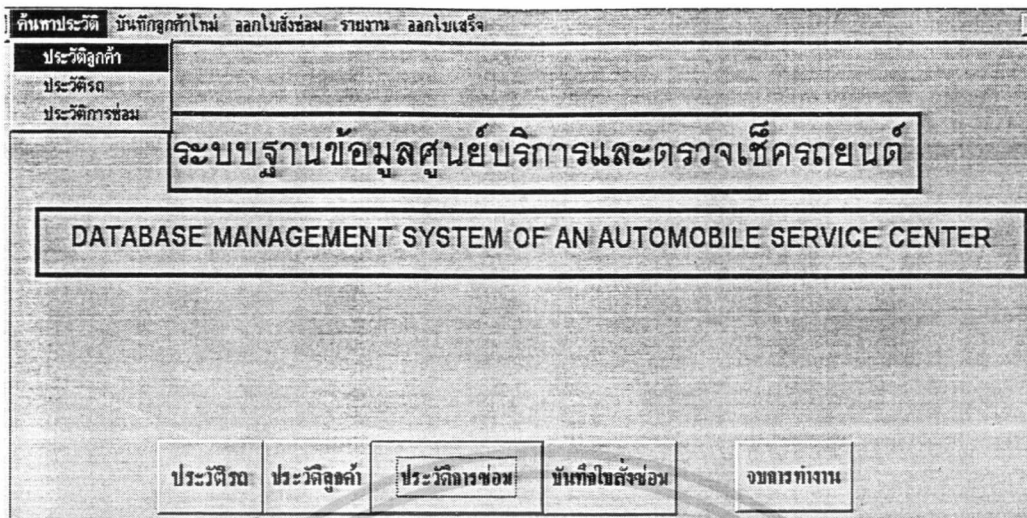 ค้นหาประวัติ บันทึกลูกค้าใหม่ ออกใบสั่งซ่อม รายงาน ออกใบเสร็จ
ประวัติลูกค้า
ประวัติรถ
ประวัติการซ่อม
ระบบฐานข้อมูลศูนย์บริการและตรวจเช็ครถยนต์
DATABASE MANAGEMENT SYSTEM OF AN AUTOMOBILE SERVICE CENTER
ประวัติรถ ประวัติลูกค้า ประวัติการซ่อม บันทึกใบสั่งซ่อม จบการทำงาน